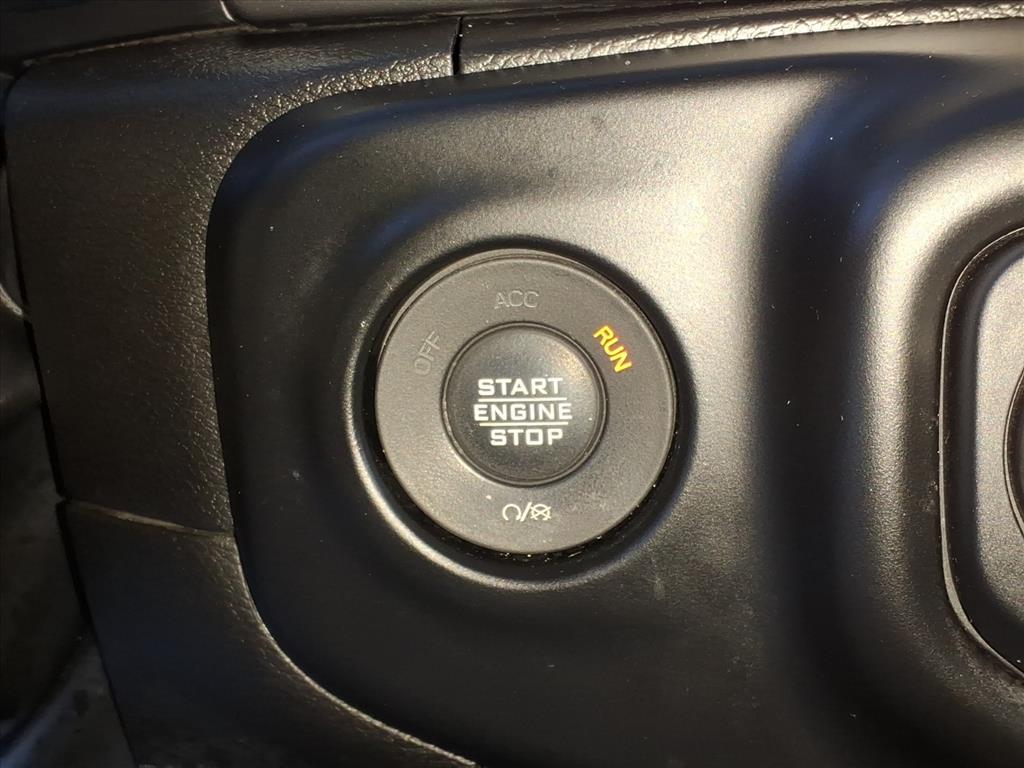 ACC
OFF
RUN
START
ENGINE
STOP